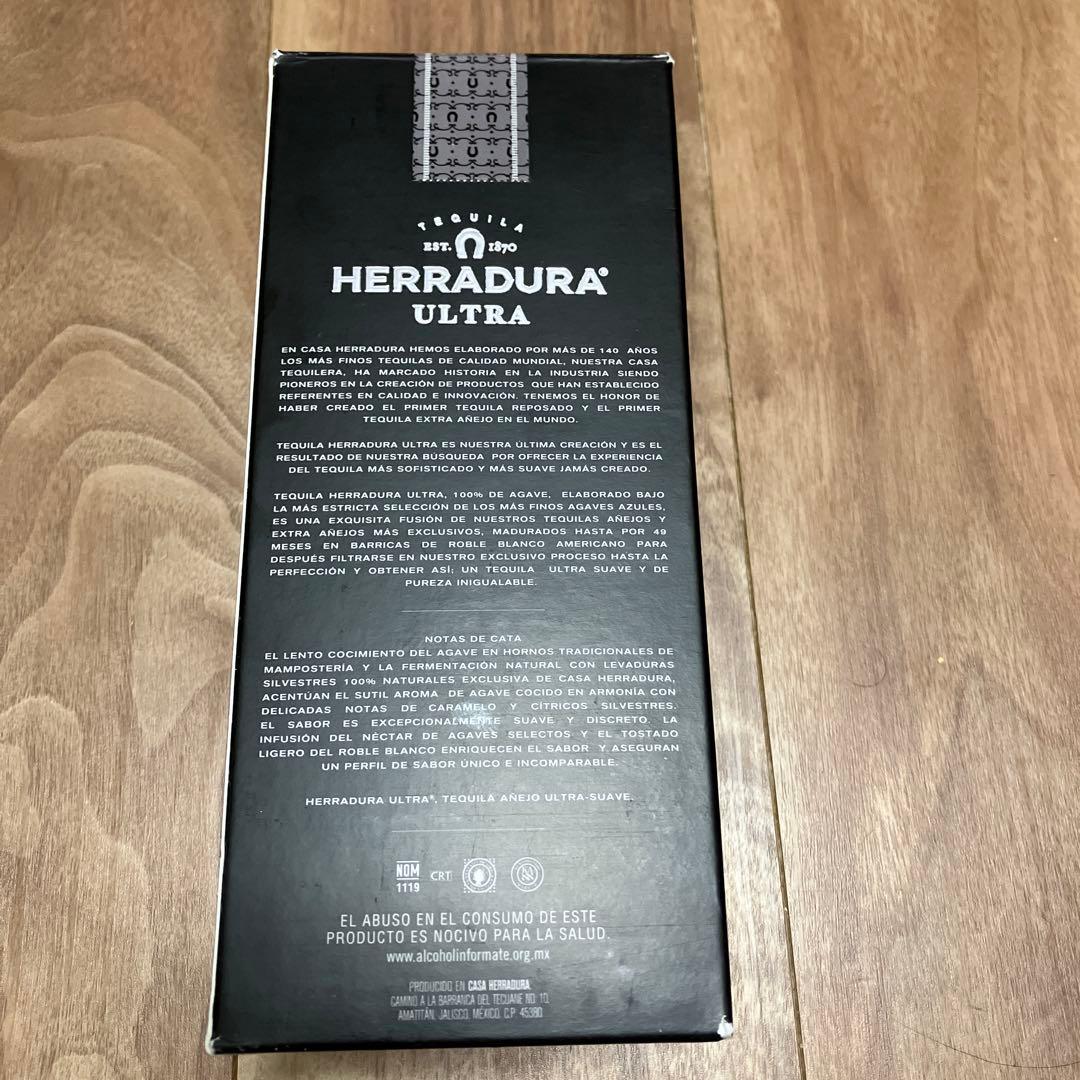 TEQUILA
EST. 1870
HERRADURA®
ULTRA
EN CASA HERRADURA HEMOS ELABORADO POR MÁS DE 140 AÑOS
LOS MÁS FINOS TEQUILAS DE CALIDAD MUNDIAL, NUESTRA CASA
TEQUILERA, HA MARCADO HISTORIA EN LA INDUSTRIA SIENDO
PIONEROS EN LA CREACIÓN DE PRODUCTOS QUE HAN ESTABLECIDO
REFERENTES EN CALIDAD E INNOVACIÓN. TENEMOS EL HONOR DE
HABER CREADO EL PRIMER TEQUILA REPOSADO Y EL PRIMER
TEQUILA EXTRA AÑEJO EN EL MUNDO.
TEQUILA HERRADURA ULTRA ES NUESTRA ÚLTIMA CREACIÓN Y ES EL
RESULTADO DE NUESTRA BÚSQUEDA POR OFRECER LA EXPERIENCIA
DEL TEQUILA MÁS SOFISTICADO Y MÁS SUAVE JAMÁS CREADO.
TEQUILA HERRADURA ULTRA, 100% DE AGAVE, ELABORADO BAJO
LA MÁS ESTRICTA SELECCIÓN DE LOS MÁS FINOS AGAVES AZULES,
ES UNA EXQUISITA FUSIÓN DE NUESTROS TEQUILAS AÑEJOS Y
EXTRA AÑEJOS MÁS EXCLUSIVOS, MADURADOS HASTA POR 49
MESES EN BARRICAS DE ROBLE BLANCO AMERICANO PARA
DESPUÉS FILTRARSE EN NUESTRO EXCLUSIVO PROCESO HASTA LA
PERFECCIÓN Y OBTENER ASÍ; UN TEQUILA ULTRA SUAVE Y DE
PUREZA INIGUALABLE.
NOTAS DE CATA
EL LENTO COCIMIENTO DEL AGAVE EN HORNOS TRADICIONALES DE
MAMPOSTERÍA Y LA FERMENTACIÓN NATURAL CON LEVADURAS
SILVESTRES 100% NATURALES EXCLUSIVA DE CASA HERRADURA,
ACENTÚAN EL SUTIL AROMA DE AGAVE COCIDO EN ARMONÍA CON
DELICADAS NOTAS DE CARAMELO Y CÍTRICOS SILVESTRES.
EL SABOR ES EXCEPCIONALMENTE SUAVE Y DISCRETO. LA
INFUSIÓN DEL NÉCTAR DE AGAVES SELECTOS Y EL TOSTADO
LIGERO DEL ROBLE BLANCO ENRIQUECEN EL SABOR Y ASEGURAN
UN PERFIL DE SABOR ÚNICO E INCOMPARABLE.
HERRADURA ULTRA®, TEQUILA AÑEJO ULTRA-SUAVE.
NOM
1119
CRT
EL ABUSO EN EL CONSUMO DE ESTE
PRODUCTO ES NOCIVO PARA LA SALUD.
www.alcoholinformate.org.mx
PRODUCIDO EN CASA HERRADURA,
CAMINO A LA BARRANCA DEL TECUANE NO. 10,
AMATITÁN, JALISCO, MÉXICO, C.P. 45380